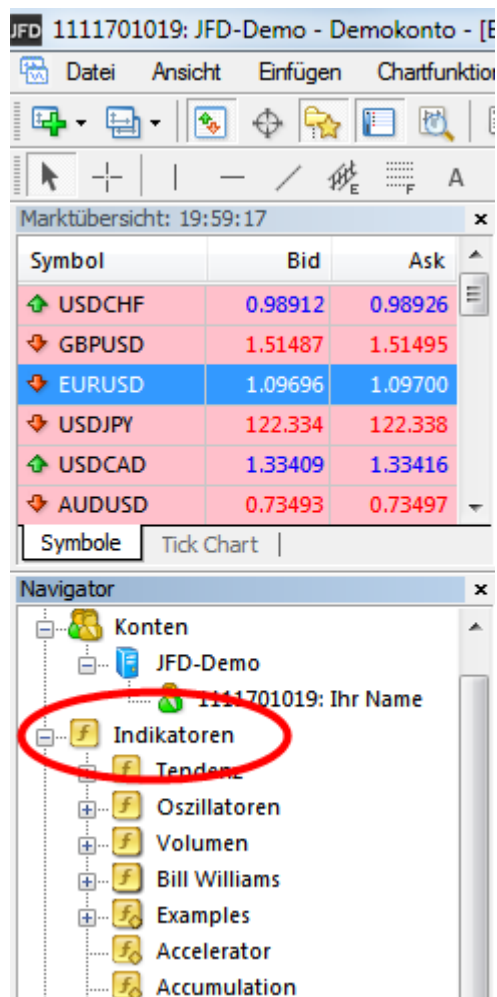 JFD 1111701019: JFD-Demo - Demokonto - [E
Datei Ansicht Einfügen Chartfunktion
E F A
Marktübersicht: 19:59:17
Symbol Bid Ask
USDCHF 0.98912 0.98926
GBPUSD 1.51487 1.51495
EURUSD 1.09696 1.09700
USDJPY 122.334 122.338
USDCAD 1.33409 1.33416
AUDUSD 0.73493 0.73497
Symbole Tick Chart
Navigator
Konten
JFD-Demo
1111701019: Ihr Name
Indikatoren
Tendenz
Oszillatoren
Volumen
Bill Williams
Examples
Accelerator
Accumulation